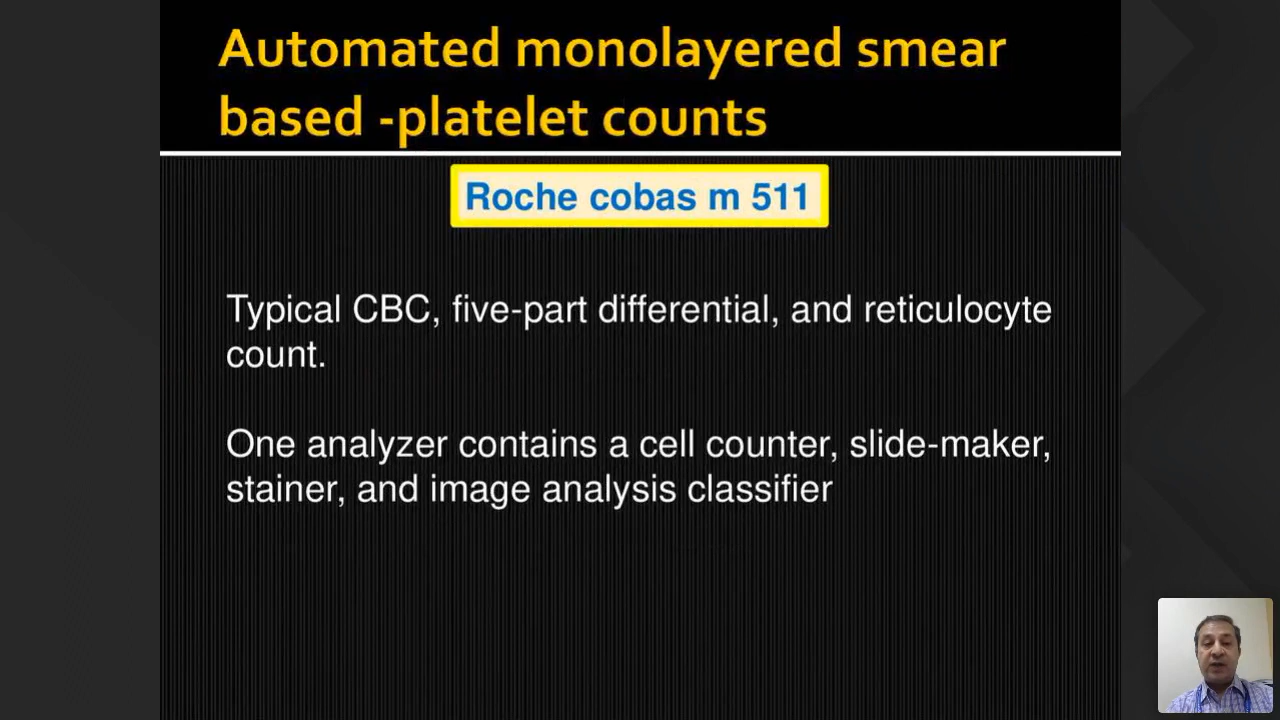 Automated monolayered smear
based -platelet counts
Roche cobas m 511
Typical CBC, five-part differential, and reticulocyte
count.
One analyzer contains a cell counter, slide-maker,
stainer, and image analysis classifier